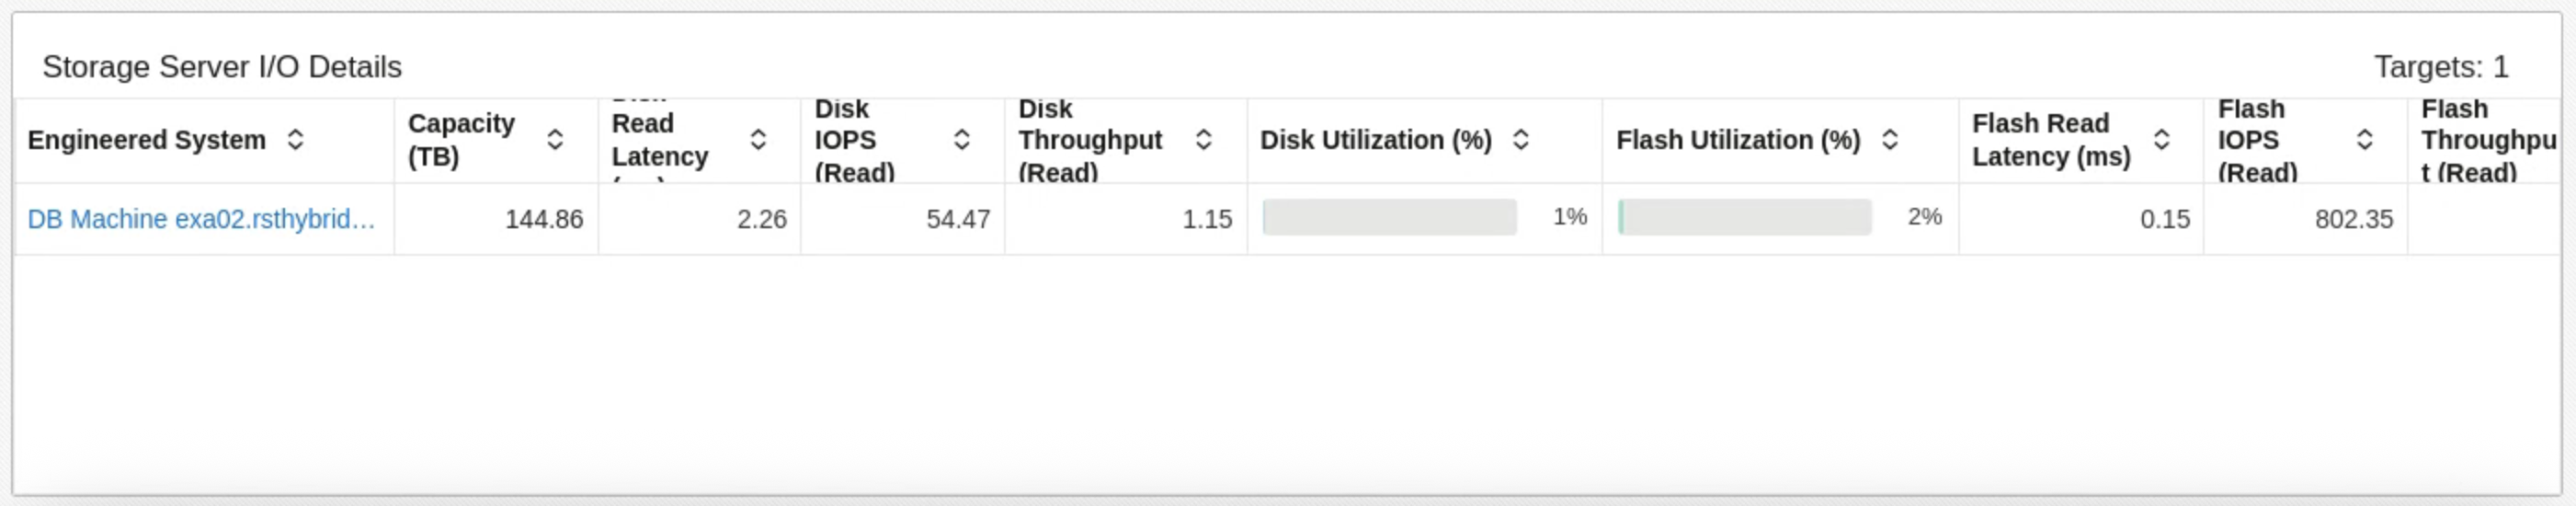 Storage Server I/O Details
Targets: 1
Engineered System
Capacity
(TB)
Read
Latency
Disk
IOPS
(Read)
Disk
Throughput
(Read)
Disk Utilization (%)
Flash Utilization (%)
Flash Read
Latency (ms)
Flash
IOPS
(Read)
Flash
Throughpu
t (Read)
DB Machine exa02.rsthybrid…
144.86
2.26
54.47
1.15
1%
2%
0.15
802.35